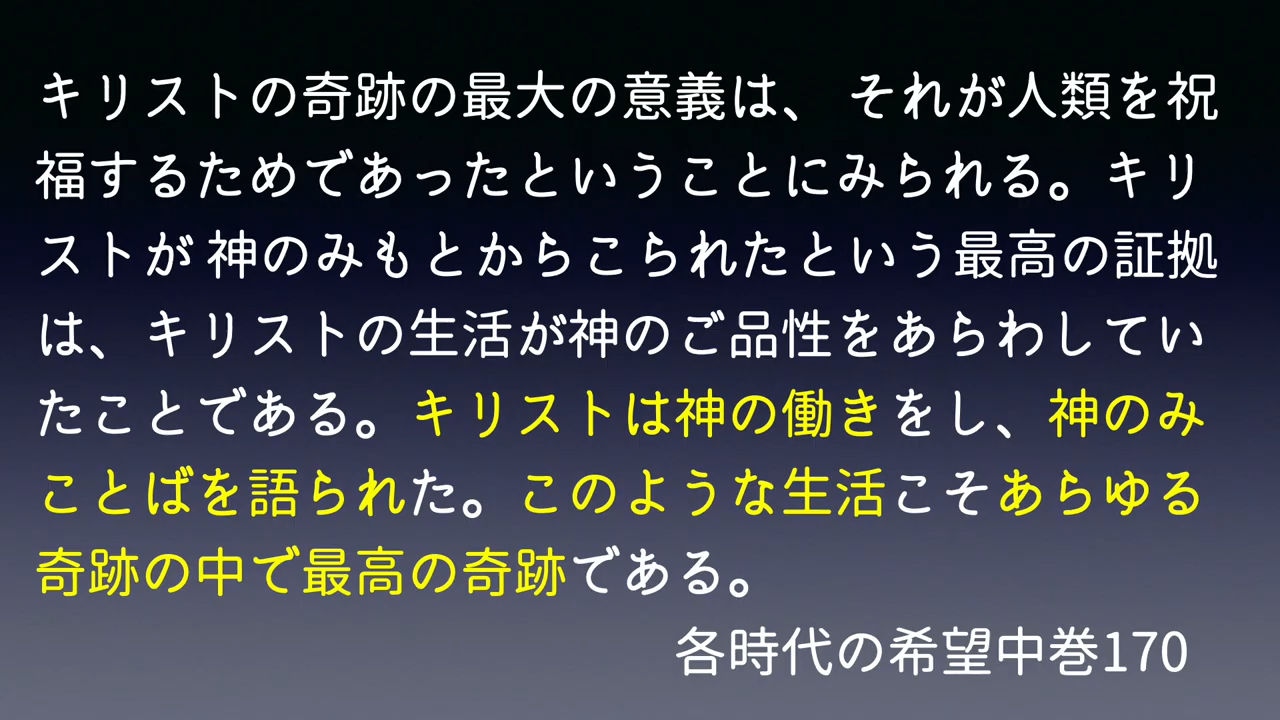 キリストの奇跡の最大の意義は、 それが人類を祝
福するためであったということにみられる。キリ
ストが 神のみもとからこられたという最高の証拠
は、キリストの生活が神のご品性をあらわしてい
たことである。キリストは神の働きをし、神のみ
ことばを語られた。このような生活こそあらゆる
奇跡の中で最高の奇跡である。
各時代の希望中巻170